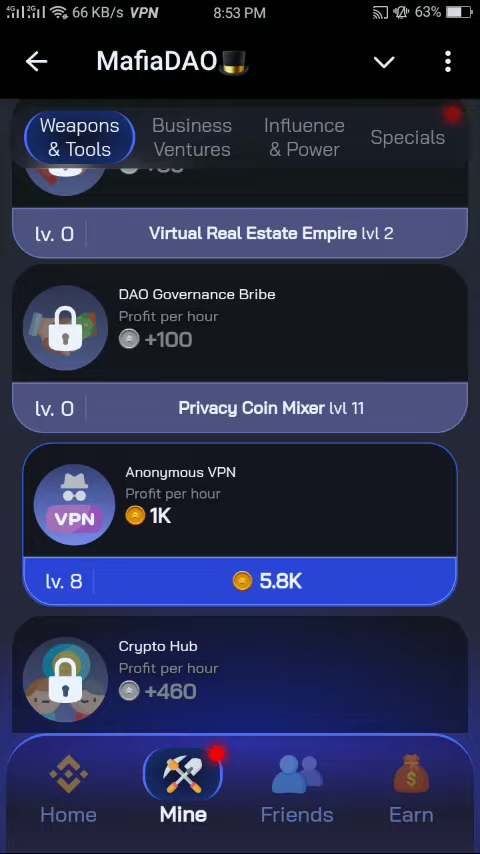 4G 2G 66 KB/s VPN 8:53 PM 63%
MafiaDAO🎩
Weapons & Tools
Business Ventures
Influence & Power
Specials
lv. 0 Virtual Real Estate Empire lvl 2
DAO Governance Bribe
Profit per hour
+100
lv. 0 Privacy Coin Mixer lvl 11
Anonymous VPN
Profit per hour
VPN
1K
lv. 8 5.8K
Crypto Hub
Profit per hour
+460
Home Mine Friends Earn